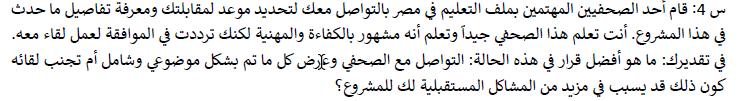 س 4: قام أحد الصحفيين المهتمين بملف التعليم في مصر بالتواصل معك لتحديد موعد لمقابلتك ومعرفة تفاصيل ما حدث
في هذا المشروع. أنت تعلم هذا الصحفي جيداً وتعلم أنه مشهور بالكفاءة والمهنية لكنك ترددت في الموافقة لعمل لقاء معه.
في تقديرك: ما هو أفضل قرار في هذه الحالة: التواصل مع الصحفي وعرض كل ما تم بشكل موضوعي وشامل أم تجنب لقائه
كون ذلك قد يسبب في مزيد من المشاكل المستقبلية لك للمشروع؟